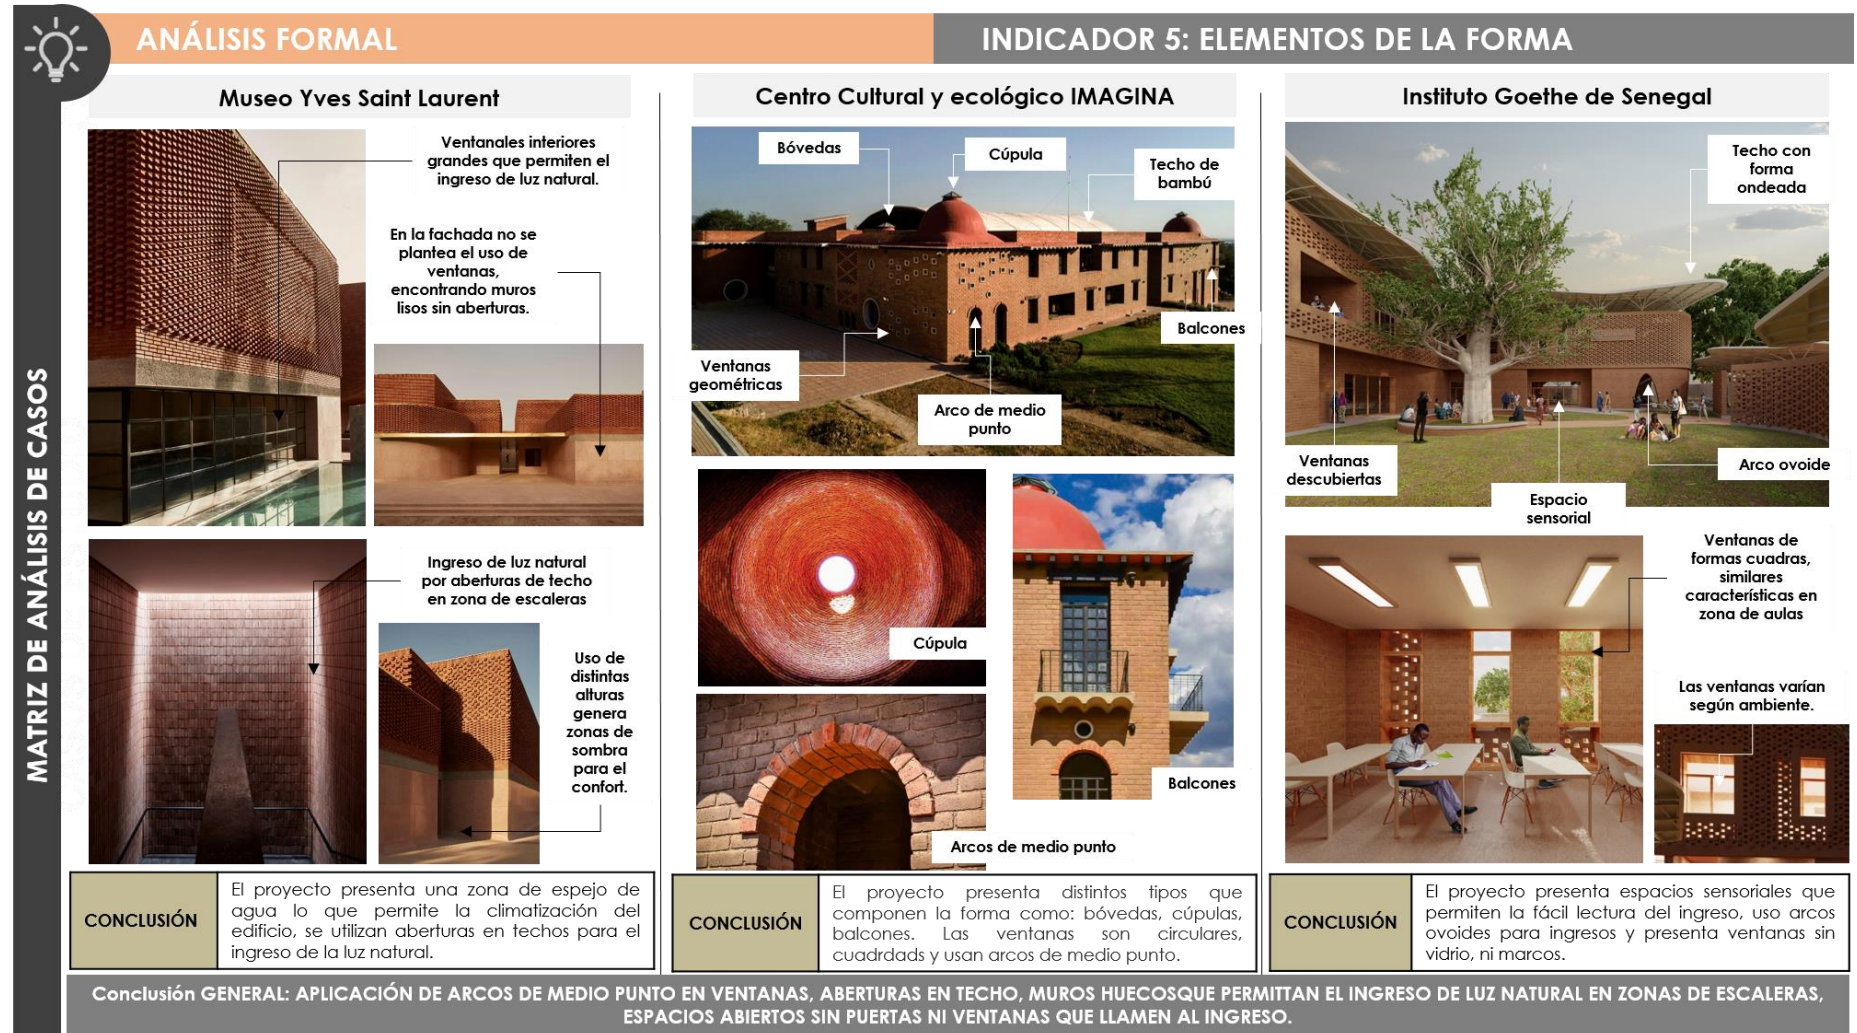 ANÁLISIS FORMAL
INDICADOR 5: ELEMENTOS DE LA FORMA
MATRIZ DE ANÁLISIS DE CASOS
Museo Yves Saint Laurent
Ventanales interiores
grandes que permiten el
ingreso de luz natural.
En la fachada no se
plantea el uso de
ventanas,
encontrando muros
lisos sin aberturas.
Ingreso de luz natural
por aberturas de techo
en zona de escaleras
Uso de
distintas
alturas
genera
zonas de
sombra
para el
confort.
CONCLUSIÓN
El proyecto presenta una zona de espejo de
agua lo que permite la climatización del
edificio, se utilizan aberturas en techos para el
ingreso de la luz natural.
Centro Cultural y ecológico IMAGINA
Bóvedas
Cúpula
Techo de
bambú
Balcones
Ventanas
geométricas
Arco de medio
punto
Cúpula
Balcones
Arcos de medio punto
CONCLUSIÓN
El proyecto presenta distintos tipos que
componen la forma como: bóvedas, cúpulas,
balcones. Las ventanas son circulares,
cuadrdads y usan arcos de medio punto.
Instituto Goethe de Senegal
Techo con
forma
ondeada
Ventanas
descubiertas
Espacio
sensorial
Arco ovoide
Ventanas de
formas cuadras,
similares
características en
zona de aulas
Las ventanas varían
según ambiente.
CONCLUSIÓN
El proyecto presenta espacios sensoriales que
permiten la fácil lectura del ingreso, uso arcos
ovoides para ingresos y presenta ventanas sin
vidrio, ni marcos.
Conclusión GENERAL: APLICACIÓN DE ARCOS DE MEDIO PUNTO EN VENTANAS, ABERTURAS EN TECHO, MUROS HUECOSQUE PERMITTAN EL INGRESO DE LUZ NATURAL EN ZONAS DE ESCALERAS,
ESPACIOS ABIERTOS SIN PUERTAS NI VENTANAS QUE LLAMEN AL INGRESO.